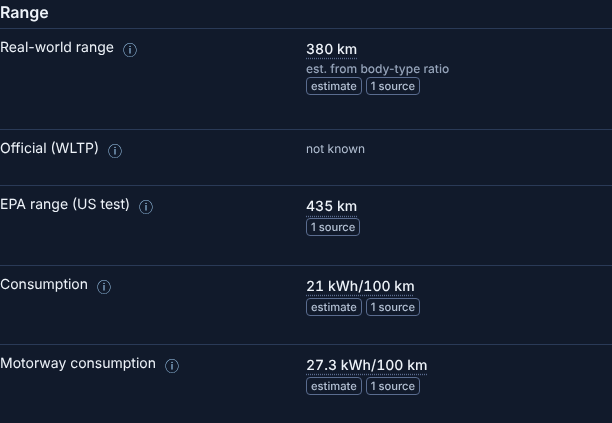 Range
Real-world range ⓘ
380 km
est. from body-type ratio
estimate 1 source
Official (WLTP) ⓘ
not known
EPA range (US test) ⓘ
435 km
1 source
Consumption ⓘ
21 kWh/100 km
estimate 1 source
Motorway consumption ⓘ
27.3 kWh/100 km
estimate 1 source